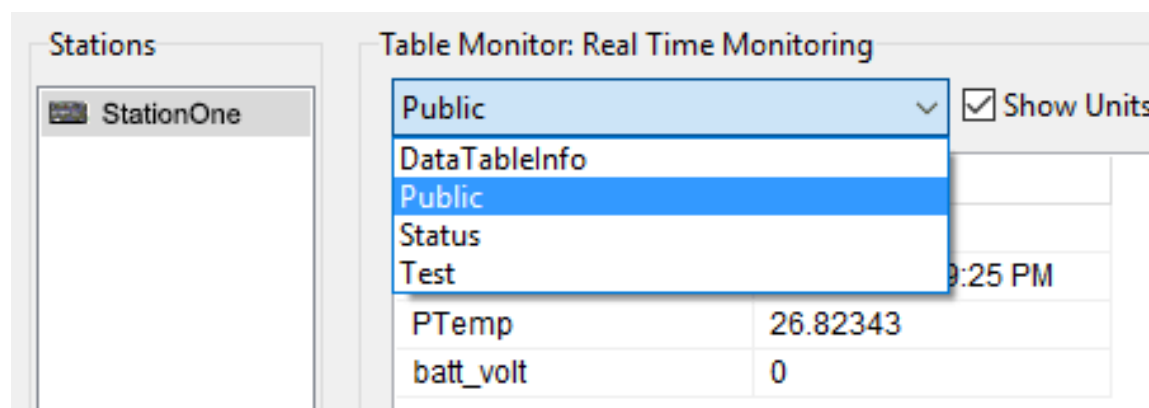 Stations
StationOne
Table Monitor: Real Time Monitoring
Public
Show Units
DataTableInfo
Public
Status
Test
9:25 PM
PTemp 26.82343
batt_volt 0